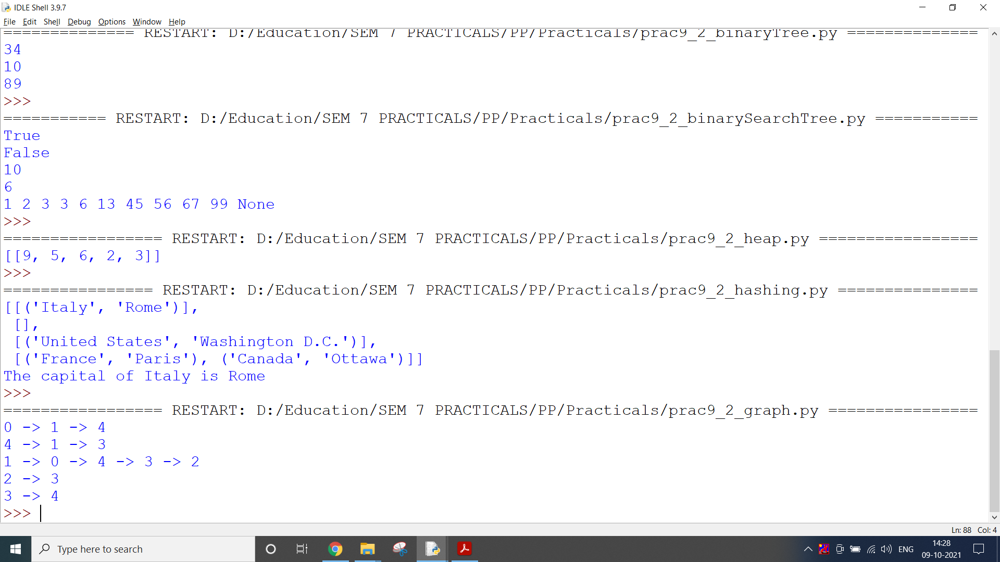 IDLE Shell 3.9.7
File Edit Shell Debug Options Window Help
============== RESTART: D:/Education/SEM 7 PRACTICALS/PP/Practicals/prac9_2_binaryTree.py ==============
34
10
89
>>>
=========== RESTART: D:/Education/SEM 7 PRACTICALS/PP/Practicals/prac9_2_binarySearchTree.py ===========
True
False
10
6
1 2 3 3 6 13 45 56 67 99 None
>>>
================= RESTART: D:/Education/SEM 7 PRACTICALS/PP/Practicals/prac9_2_heap.py =================
[[9, 5, 6, 2, 3]]
>>>
================ RESTART: D:/Education/SEM 7 PRACTICALS/PP/Practicals/prac9_2_hashing.py ===============
[[('Italy', 'Rome')],
 [],
 [('United States', 'Washington D.C.')],
 [('France', 'Paris'), ('Canada', 'Ottawa')]]
The capital of Italy is Rome
>>>
================= RESTART: D:/Education/SEM 7 PRACTICALS/PP/Practicals/prac9_2_graph.py ================
0 -> 1 -> 4
4 -> 1 -> 3
1 -> 0 -> 4 -> 3 -> 2
2 -> 3
3 -> 4
>>>
Ln: 88 Col: 4
Type here to search
ENG
14:28
09-10-2021